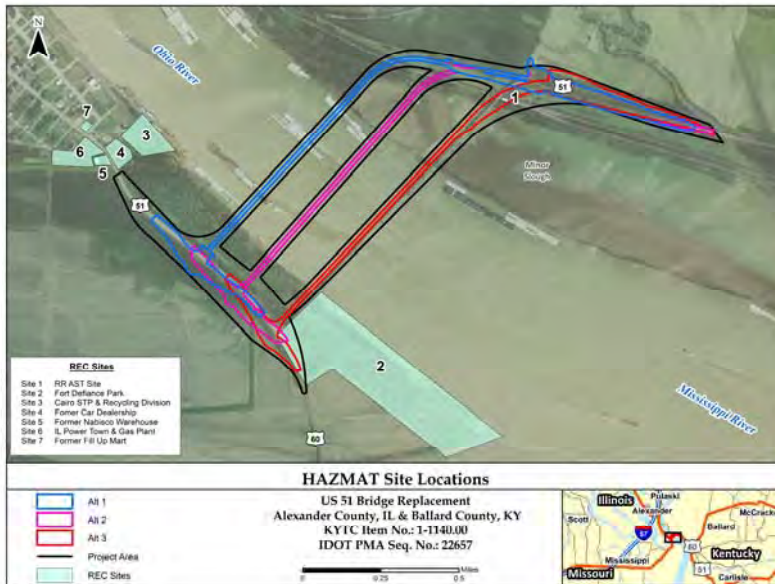 N
Ohio River
7
3
6
4
5
51
1
51
Minor
Slough
2
REC Sites
Site 1 RR AST Site
Site 2 Fort Defiance Park
Site 3 Cairo STP & Recycling Division
Site 4 Fomer Car Dealership
Site 5 Former Nabisco Warehouse
Site 6 IL Power Town & Gas Plant
Site 7 Former Fill Up Mart
60
Mississippi River
HAZMAT Site Locations
Alt 1
Alt 2
Alt 3
Project Area
REC Sites
US 51 Bridge Replacement
Alexander County, IL & Ballard County, KY
KYTC Item No.: 1-1140.00
IDOT PMA Seq. No.: 22657
Miles
0 0.25 0.5
Illinois
Pulaski
Alexander
McCracke
Scott
57
Ballard
60
Kentucky
Mississippi
51
Missouri
Carlisle